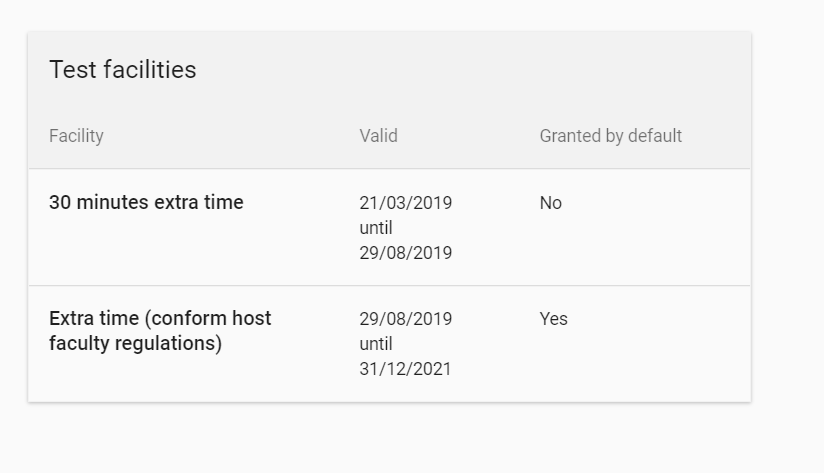 Test facilities
Facility Valid Granted by default
30 minutes extra time 21/03/2019 No
until
29/08/2019
Extra time (conform host 29/08/2019 Yes
faculty regulations) until
31/12/2021